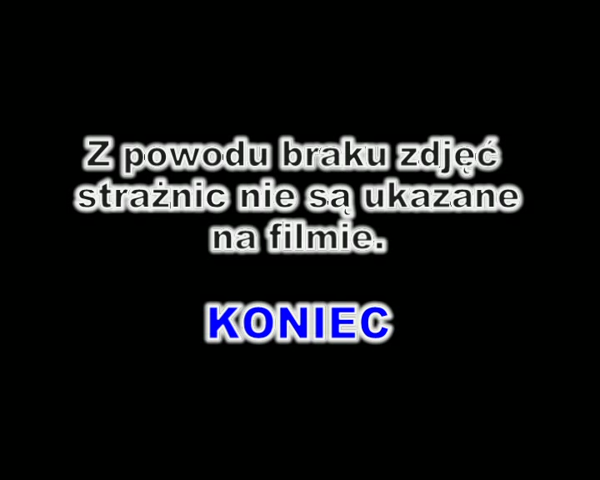 Z powodu braku zdjęć
strażnic nie są ukazane
na filmie.
KONIEC